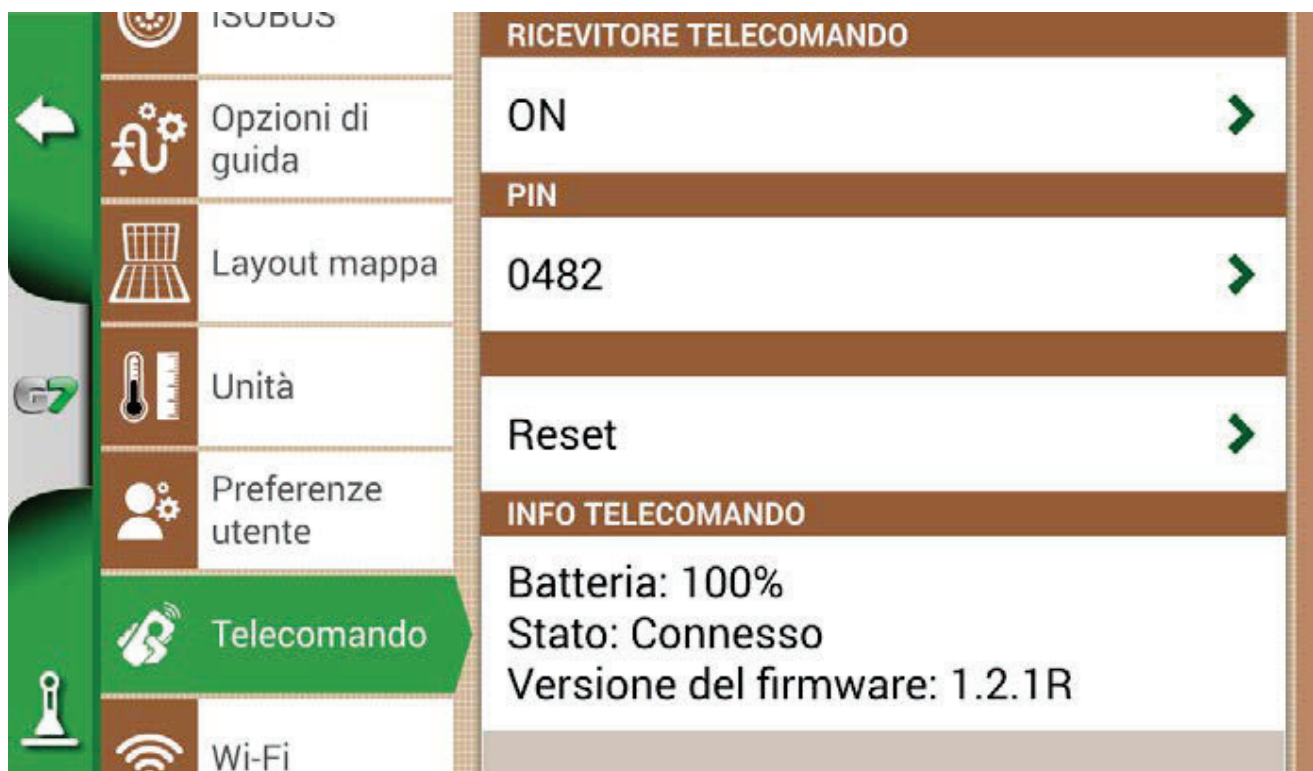 ISOBUS
Opzioni di
guida
Layout mappa
Unità
Preferenze
utente
Telecomando
Wi-Fi
G7
RICEVITORE TELECOMANDO
ON
PIN
0482
Reset
INFO TELECOMANDO
Batteria: 100%
Stato: Connesso
Versione del firmware: 1.2.1R